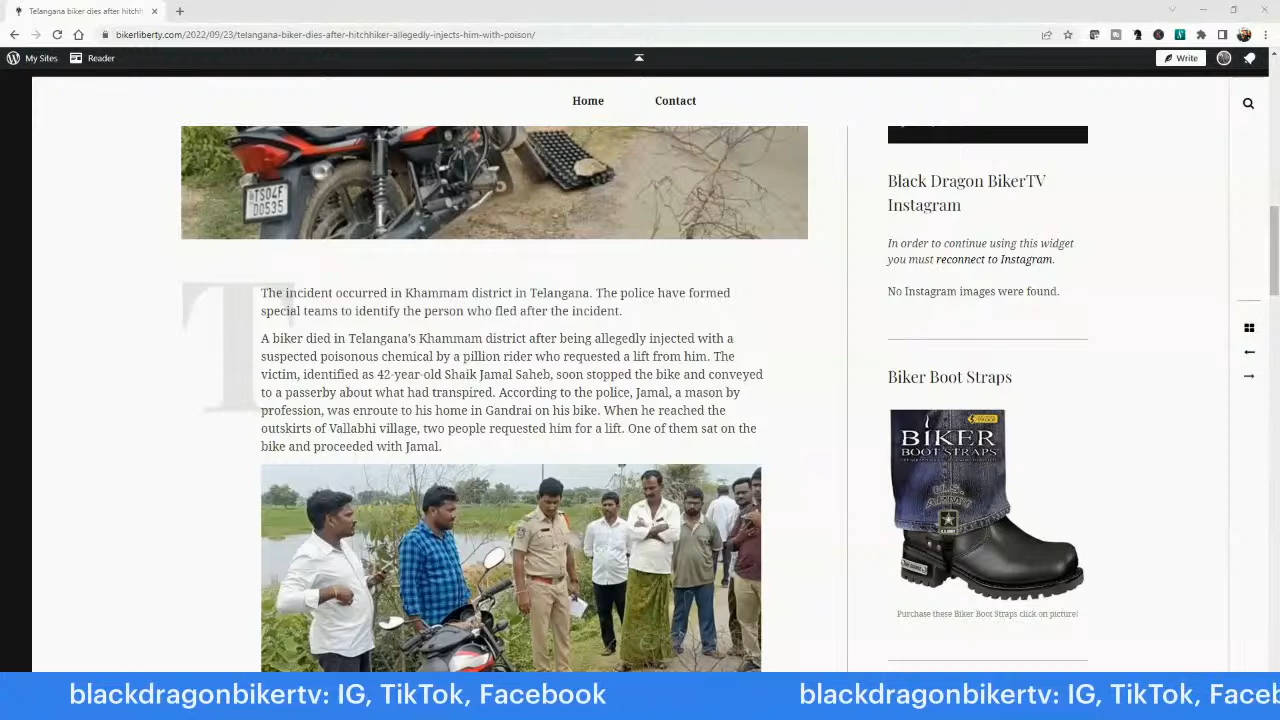 Telangana biker dies after hitchh
bikerliberty.com/2022/09/23/telangana-biker-dies-after-hitchhiker-allegedly-injects-him-with-poison/
My Sites
Reader
Write
Home
Contact
TS04F
D0535
The incident occurred in Khammam district in Telangana. The police have formed
special teams to identify the person who fled after the incident.
A biker died in Telangana’s Khammam district after being allegedly injected with a
suspected poisonous chemical by a pillion rider who requested a lift from him. The
victim, identified as 42-year-old Shaik Jamal Saheb, soon stopped the bike and conveyed
to a passerby about what had transpired. According to the police, Jamal, a mason by
profession, was enroute to his home in Gandrai on his bike. When he reached the
outskirts of Vallabhi village, two people requested him for a lift. One of them sat on the
bike and proceeded with Jamal.
T
Black Dragon BikerTV
Instagram
In order to continue using this widget
you must reconnect to Instagram.
No Instagram images were found.
Biker Boot Straps
BIKER
BOOT STRAPS
U.S.
ARMY
Purchase these Biker Boot Straps click on picture!
blackdragonbikertv: IG, TikTok, Facebook
blackdragonbikertv: IG, TikTok, Faceb